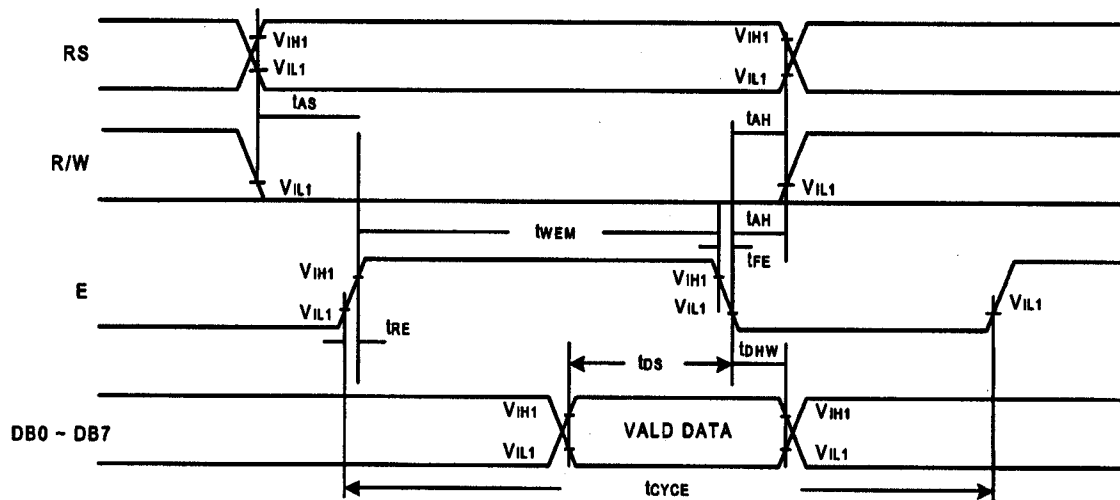 RS VIH1 VIH1
VIL1 VIL1
tAS tAH
R/W VIL1 VIL1
tWEM tAH
tFE
E VIH1 VIH1
VIL1 VIL1 VIL1
tRE
tDS tDHW
VIH1 VIH1
DB0 ~ DB7 VALD DATA
VIL1 VIL1
tCYCE